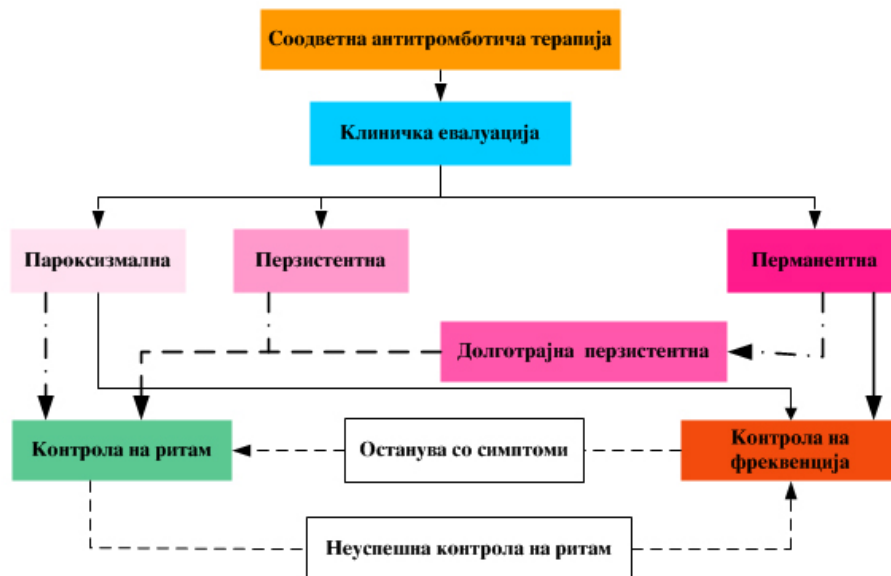 Соодветна антитромботича терапија
Клиничка евалуација
Пароксизмална
Перзистентна
Перманентна
Долготрајна перзистентна
Контрола на ритам
Останува со симптоми
Контрола на
фреквенција
Неуспешна контрола на ритам